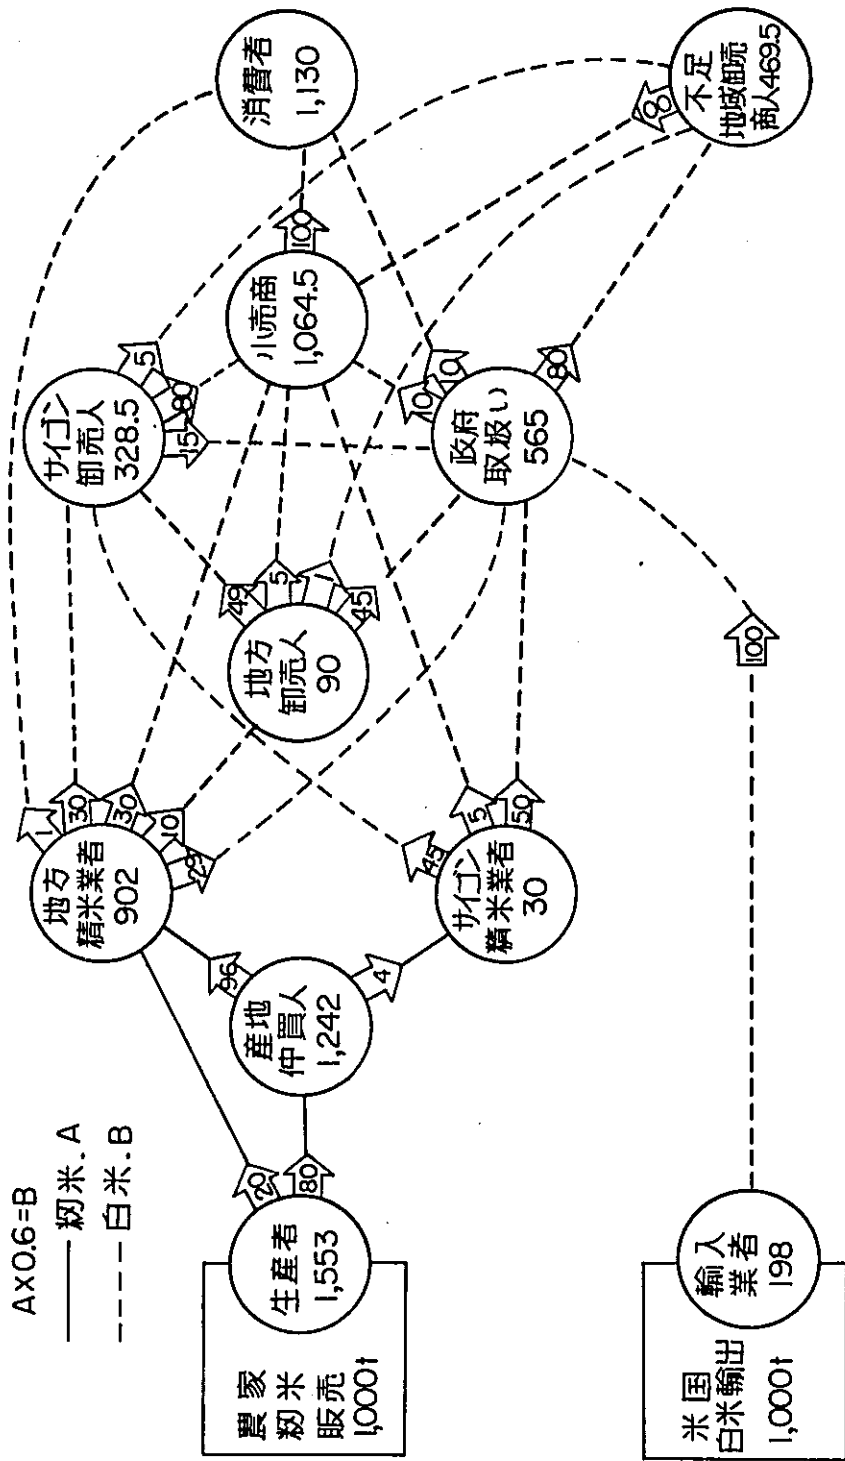 A×0.6=B
籾米.A
白米.B
農家
籾米
販売
1,000t
生産者
1,553
20
80
産地
仲買人
1,242
96
4
地方
精米業者
902
1
30
30
10
29
サイゴン
精米業者
30
45
5
50
地方
卸売人
90
49
5
1
45
サイゴン
卸売人
328.5
5
80
15
小売商
1,064.5
100
8
政府
取扱い
565
10
10
80
消費者
1,130
不足
地域卸売
商人469.5
米国
白米輸出
1,000t
輸入
業者
198
100